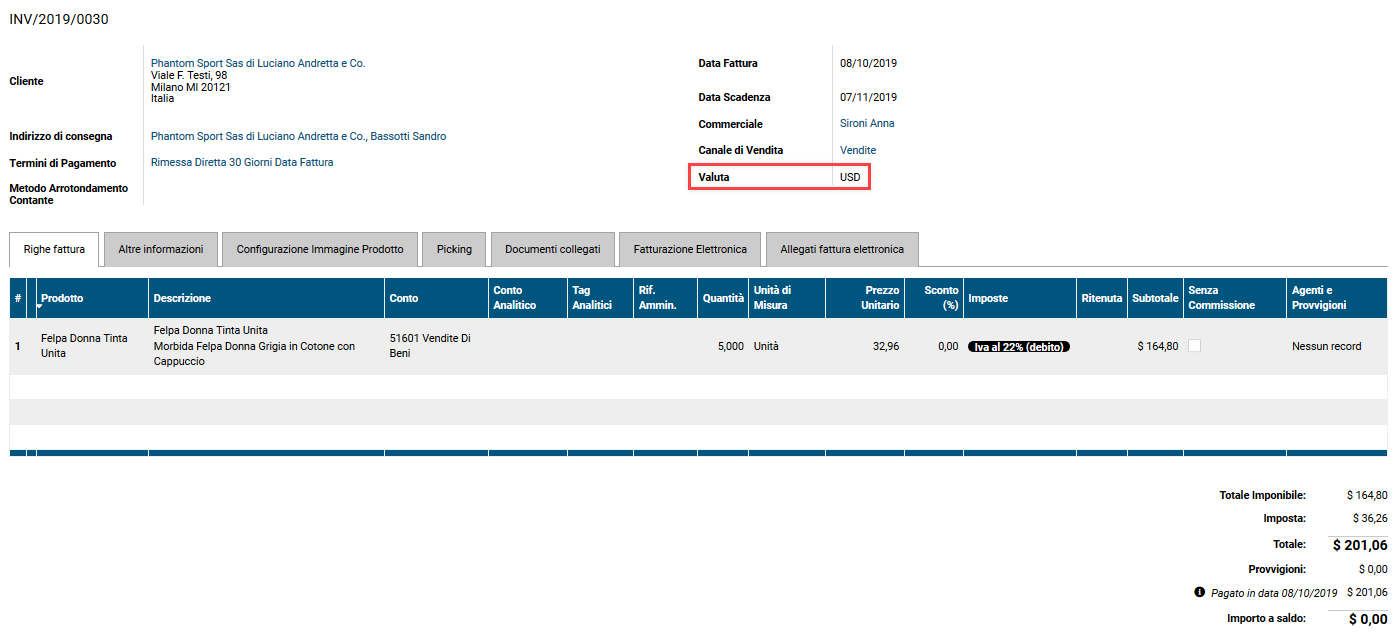 INV/2019/0030
Cliente
Phantom Sport Sas di Luciano Andretta e Co.
Viale F. Testi, 98
Milano MI 20121
Italia
Indirizzo di consegna
Phantom Sport Sas di Luciano Andretta e Co., Bassotti Sandro
Termini di Pagamento
Rimessa Diretta 30 Giorni Data Fattura
Metodo Arrotondamento
Contante
Data Fattura 08/10/2019
Data Scadenza 07/11/2019
Commerciale Sironi Anna
Canale di Vendita Vendite
Valuta USD
Righe fattura Altre informazioni Configurazione Immagine Prodotto Picking Documenti collegati Fatturazione Elettronica Allegati fattura elettronica
# Prodotto Descrizione Conto Conto Analitico Tag Analitici Rif. Ammin. Quantità Unità di Misura Prezzo Unitario Sconto (%) Imposte Ritenuta Subtotale Senza Commissione Agenti e Provvigioni
1
Felpa Donna Tinta
Unita
Felpa Donna Tinta Unita
Morbida Felpa Donna Grigia in Cotone con
Cappuccio
51601 Vendite Di
Beni
5,000 Unità 32,96 0,00 Iva al 22% (debito) $ 164,80 Nessun record
Totale Imponibile: $ 164,80
Imposta: $ 36,26
Totale: $ 201,06
Provvigioni: $ 0,00
Pagato in data 08/10/2019 $ 201,06
Importo a saldo: $ 0,00